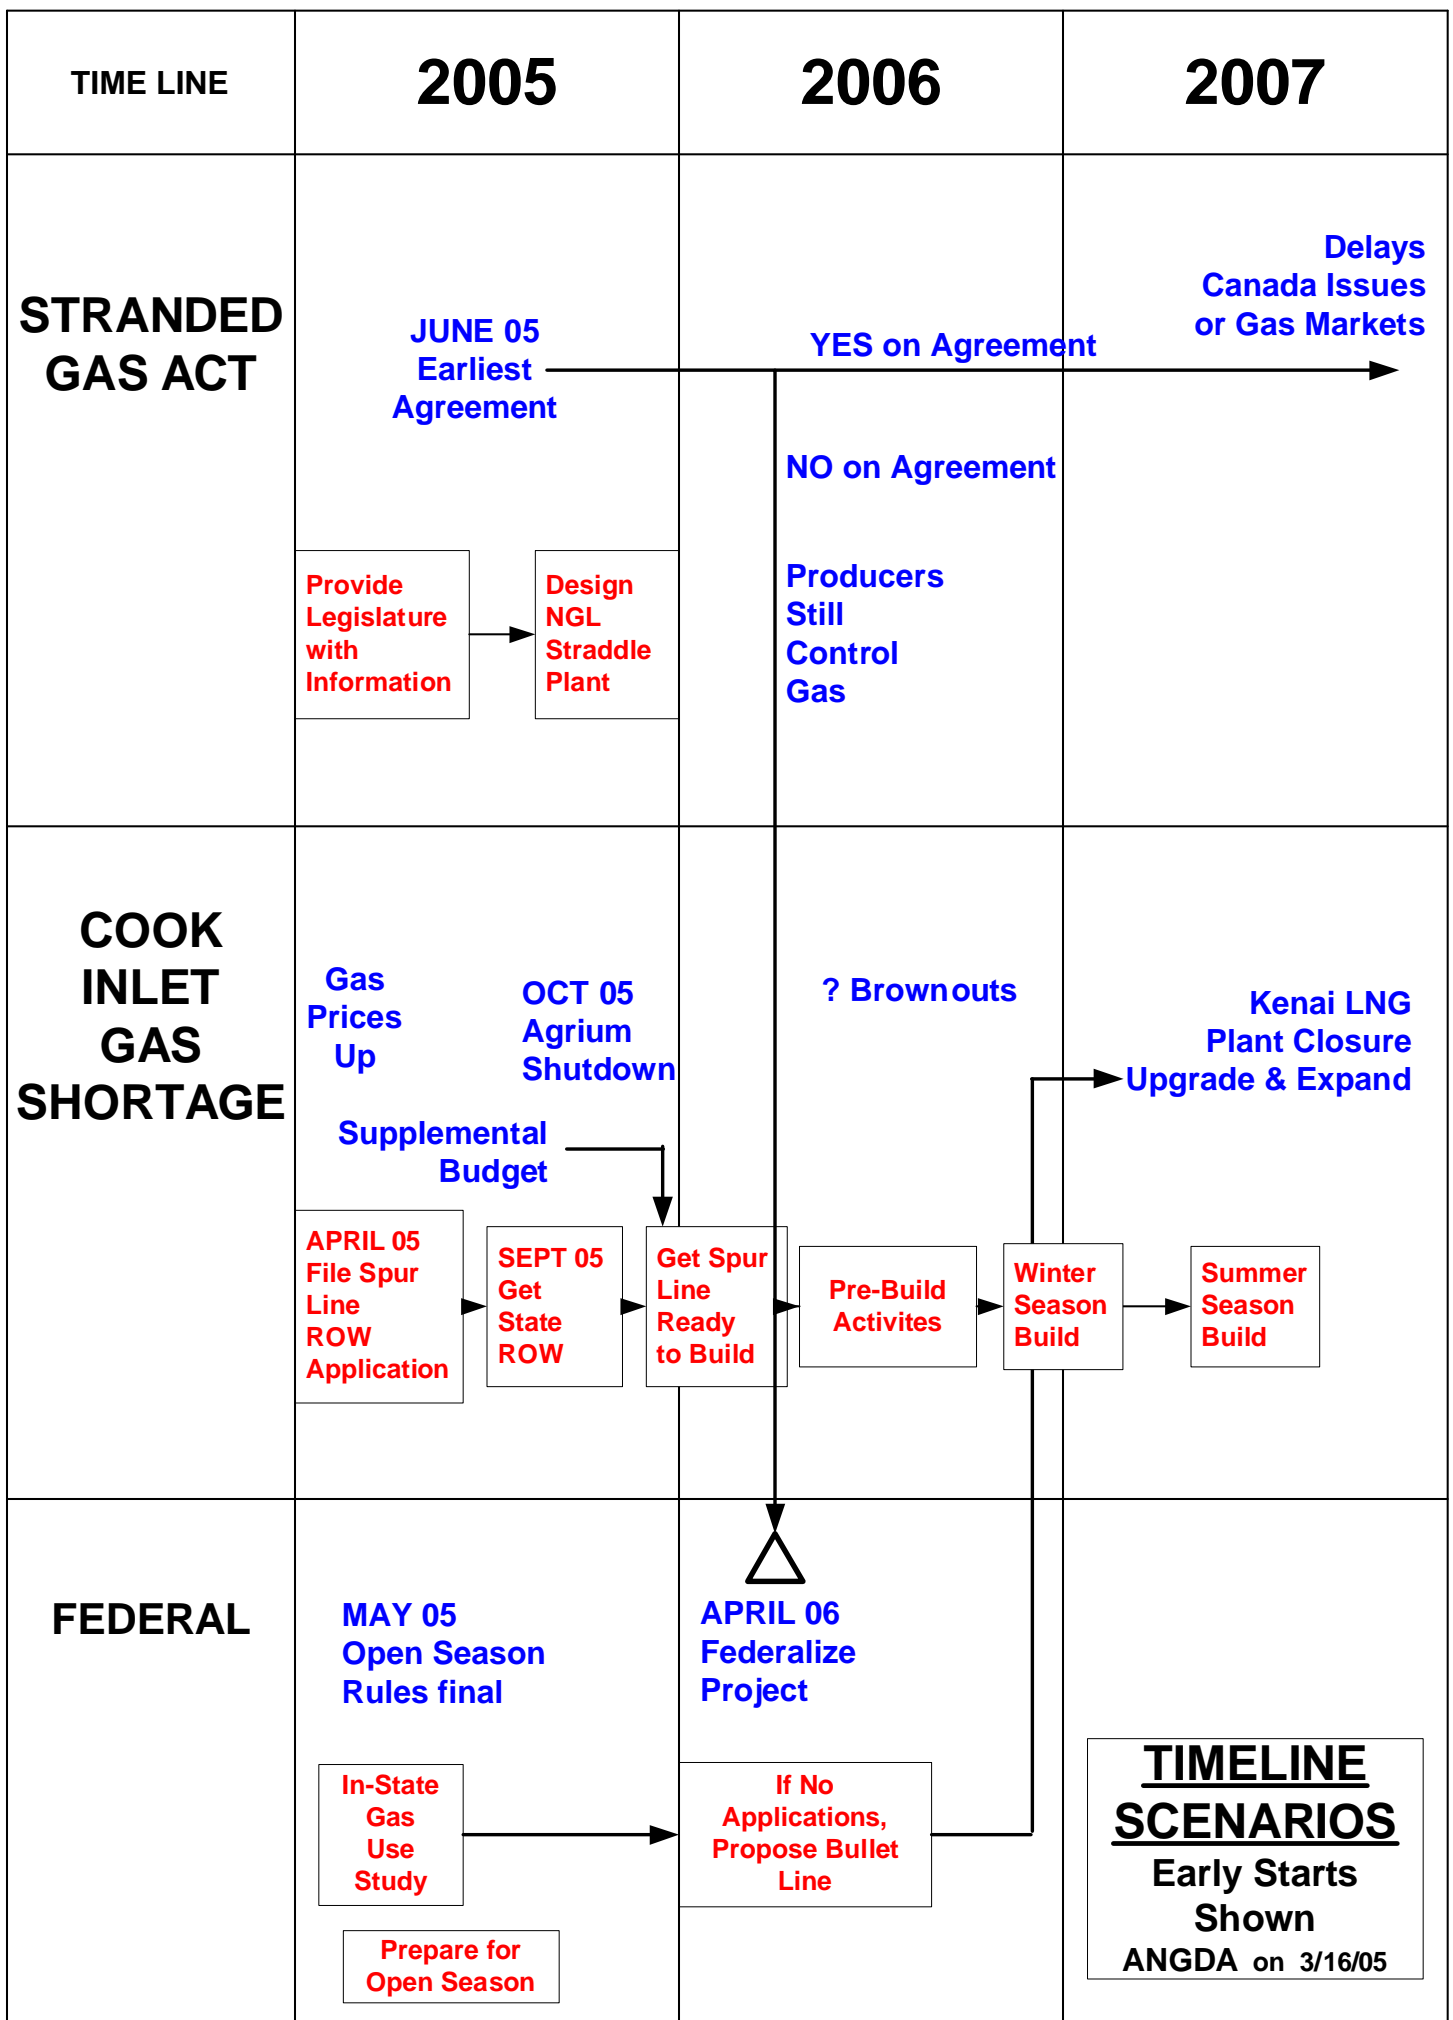 TIME LINE
2005
2006
2007
STRANDED
GAS ACT
JUNE 05
Earliest
Agreement
YES on Agreement
Delays
Canada Issues
or Gas Markets
NO on Agreement
Producers
Still
Control
Gas
Provide
Legislature
with
Information
Design
NGL
Straddle
Plant
COOK
INLET
GAS
SHORTAGE
Gas
Prices
Up
OCT 05
Agrium
Shutdown
? Brownouts
Kenai LNG
Plant Closure
Upgrade & Expand
Supplemental
Budget
APRIL 05
File Spur
Line
ROW
Application
SEPT 05
Get
State
ROW
Get Spur
Line
Ready
to Build
Pre-Build
Activites
Winter
Season
Build
Summer
Season
Build
FEDERAL
MAY 05
Open Season
Rules final
APRIL 06
Federalize
Project
In-State
Gas
Use
Study
If No
Applications,
Propose Bullet
Line
Prepare for
Open Season
TIMELINE
SCENARIOS
Early Starts
Shown
ANGDA on 3/16/05